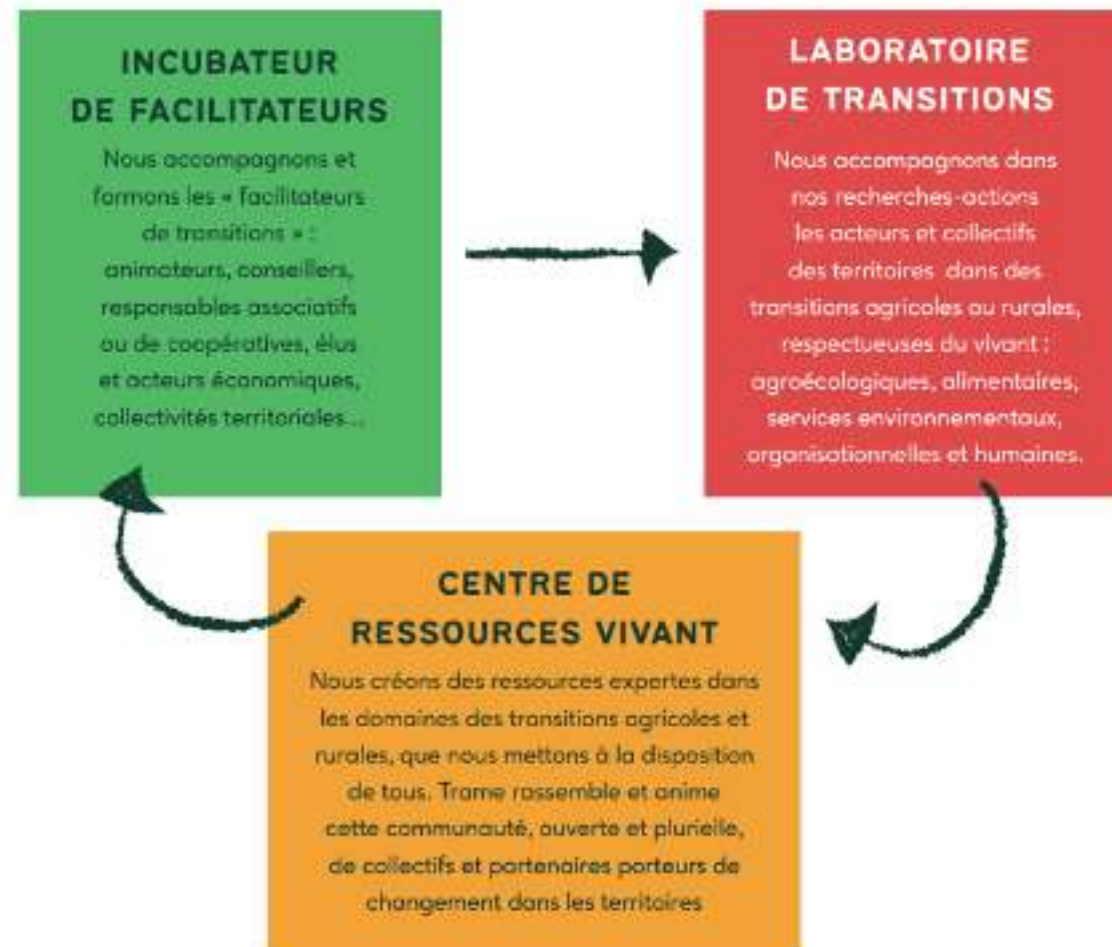 INCUBATEUR
DE FACILITATEURS
Nous accompagnons et
formons les « facilitateurs
de transitions » :
animateurs, conseillers,
responsables associatifs
ou de coopératives, élus
et acteurs économiques,
collectivités territoriales...
LABORATOIRE
DE TRANSITIONS
Nous accompagnons dans
nos recherches-actions
les acteurs et collectifs
des territoires dans des
transitions agricoles ou rurales,
respectueuses du vivant :
agroécologiques, alimentaires,
services environnementaux,
organisationnelles et humaines.
CENTRE DE
RESSOURCES VIVANT
Nous créons des ressources expertes dans
les domaines des transitions agricoles et
rurales, que nous mettons à la disposition
de tous. Trame rassemble et anime
cette communauté, ouverte et plurielle,
de collectifs et partenaires porteurs de
changement dans les territoires